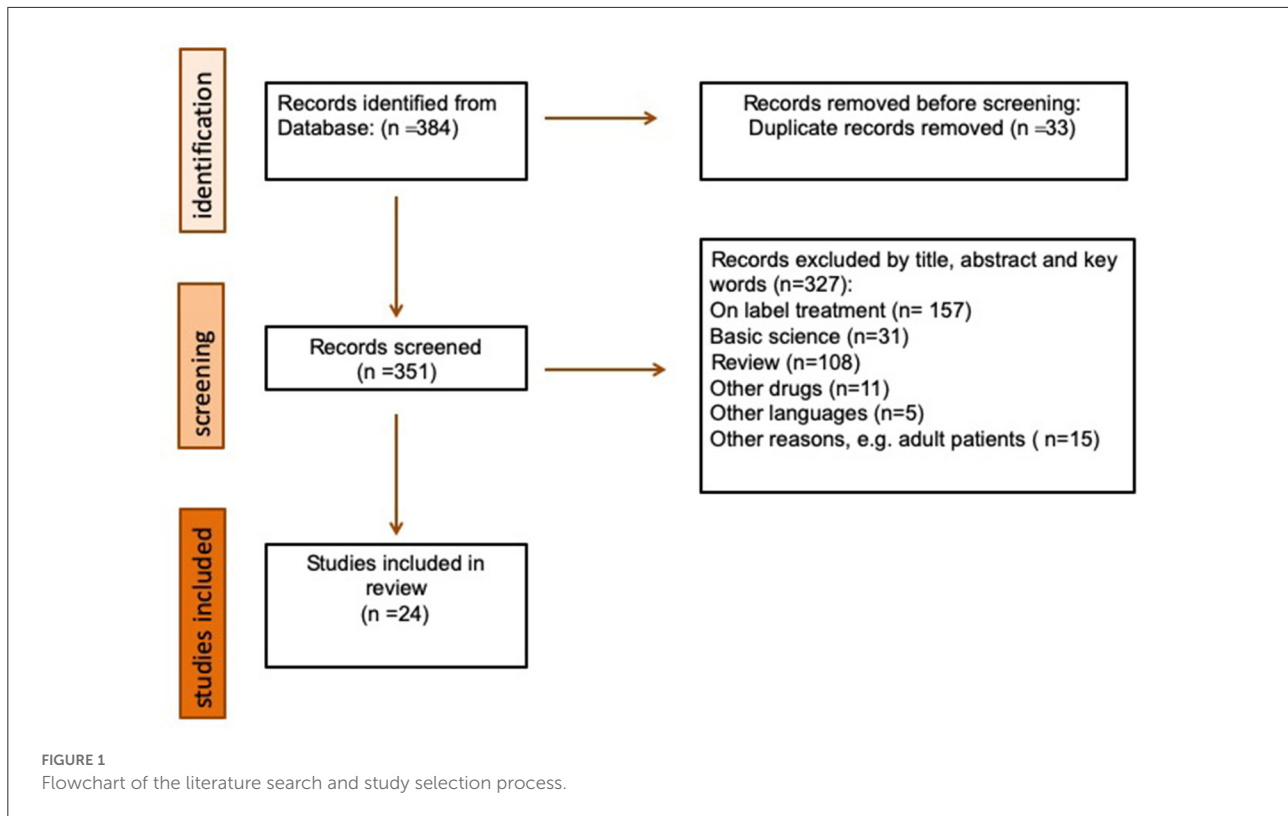 identification
Records identified from
Database: (n =384)
Records removed before screening:
Duplicate records removed (n =33)
screening
Records screened
(n =351)
Records excluded by title, abstract and key
words (n=327):
On label treatment (n= 157)
Basic science (n=31)
Review (n=108)
Other drugs (n=11)
Other languages (n=5)
Other reasons, e.g. adult patients ( n=15)
studies included
Studies included in
review
(n =24)
FIGURE 1
Flowchart of the literature search and study selection process.